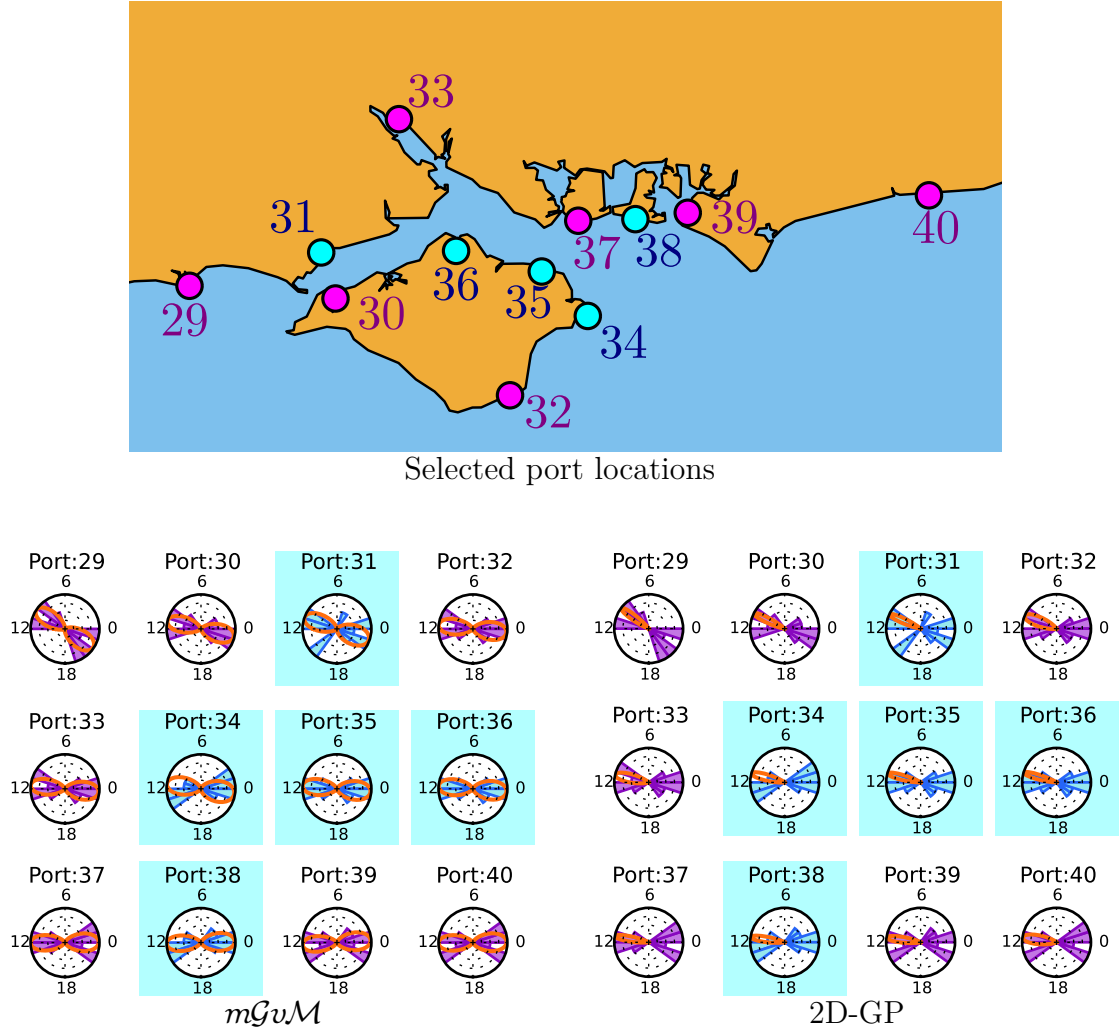 33
31
39
40
37
38
36
35
29
30
34
32
Selected port locations
Port:29 Port:30 Port:31 Port:32 Port:29 Port:30 Port:31 Port:32
6 6 6 6 6 6 6 6
12 0 12 0 12 0 12 0 12 0 12 0 12 0 12 0
18 18 18 18 18 18 18 18
Port:33 Port:34 Port:35 Port:36 Port:33 Port:34 Port:35 Port:36
6 6 6 6 6 6 6 6
12 0 12 0 12 0 12 0 12 0 12 0 12 0 12 0
18 18 18 18 18 18 18 18
Port:37 Port:38 Port:39 Port:40 Port:37 Port:38 Port:39 Port:40
6 6 6 6 6 6 6 6
12 0 12 0 12 0 12 0 12 0 12 0 12 0 12 0
18 18 18 18 18 18 18 18
m𝒢v𝓜 2D-GP